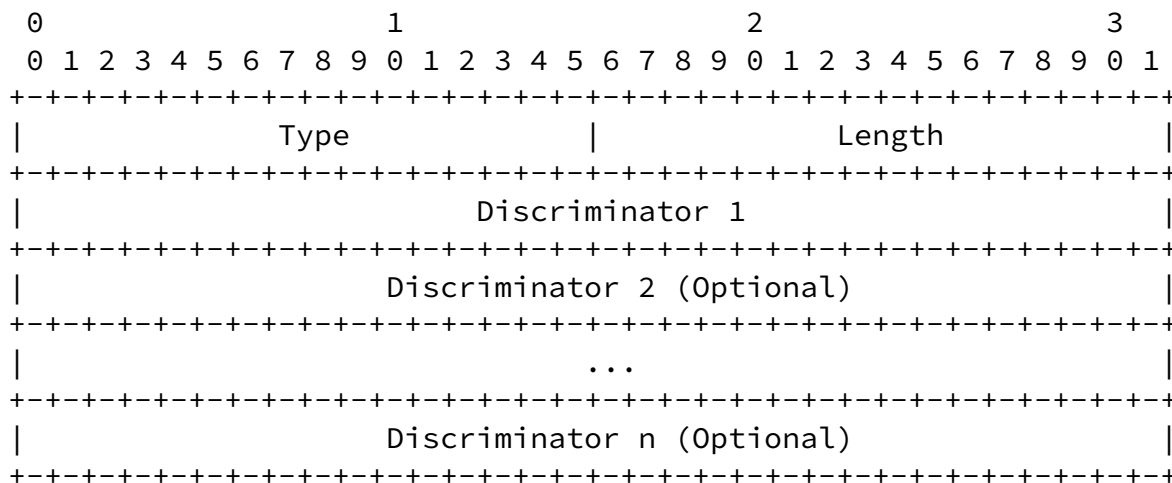 0                   1                   2                   3
 0 1 2 3 4 5 6 7 8 9 0 1 2 3 4 5 6 7 8 9 0 1 2 3 4 5 6 7 8 9 0 1
+-+-+-+-+-+-+-+-+-+-+-+-+-+-+-+-+-+-+-+-+-+-+-+-+-+-+-+-+-+-+-+-+
|              Type             |             Length            |
+-+-+-+-+-+-+-+-+-+-+-+-+-+-+-+-+-+-+-+-+-+-+-+-+-+-+-+-+-+-+-+-+
|                         Discriminator 1                       |
+-+-+-+-+-+-+-+-+-+-+-+-+-+-+-+-+-+-+-+-+-+-+-+-+-+-+-+-+-+-+-+-+
|                    Discriminator 2 (Optional)                 |
+-+-+-+-+-+-+-+-+-+-+-+-+-+-+-+-+-+-+-+-+-+-+-+-+-+-+-+-+-+-+-+-+
|                               ...                             |
+-+-+-+-+-+-+-+-+-+-+-+-+-+-+-+-+-+-+-+-+-+-+-+-+-+-+-+-+-+-+-+-+
|                    Discriminator n (Optional)                 |
+-+-+-+-+-+-+-+-+-+-+-+-+-+-+-+-+-+-+-+-+-+-+-+-+-+-+-+-+-+-+-+-+